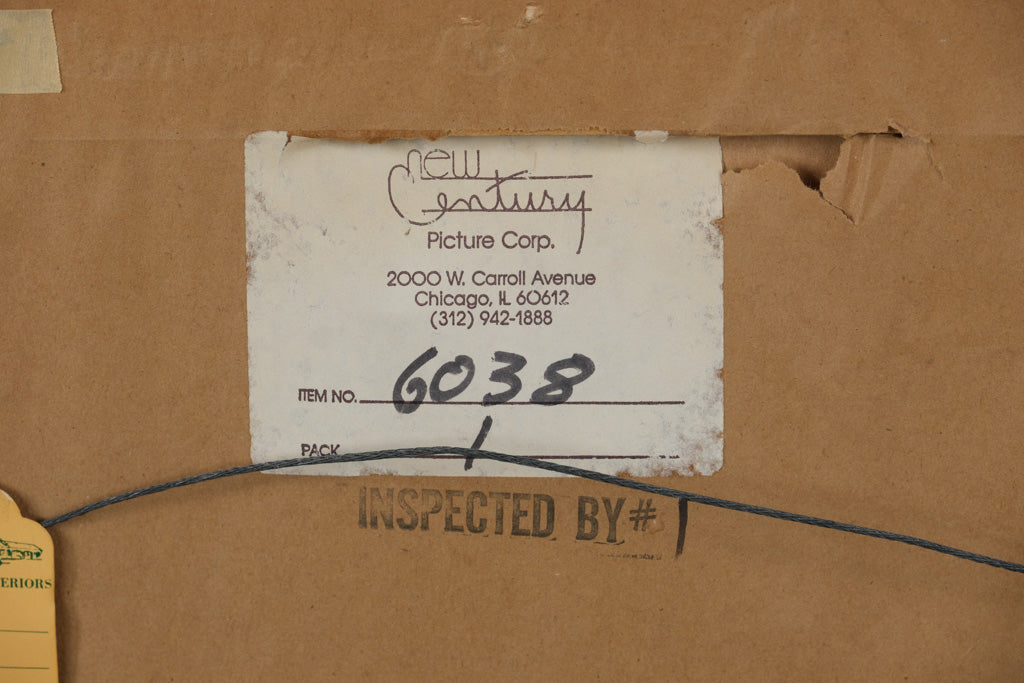 new
Century
Picture Corp.
2000 W. Carroll Avenue
Chicago, IL 60612
(312) 942-1888
ITEM NO. 6038
PACK 1
INSPECTED BY # 1
ERIORS